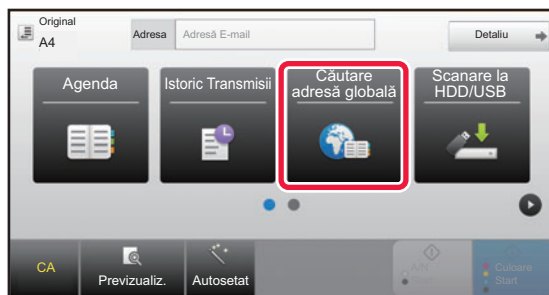 Original
A4
Adresa
Adresă E-mail
Detaliu
Agenda
Istoric Transmisii
Căutare
adresă globală
Scanare la
HDD/USB
CA
Previzualiz.
Autosetat
Culoare
Start